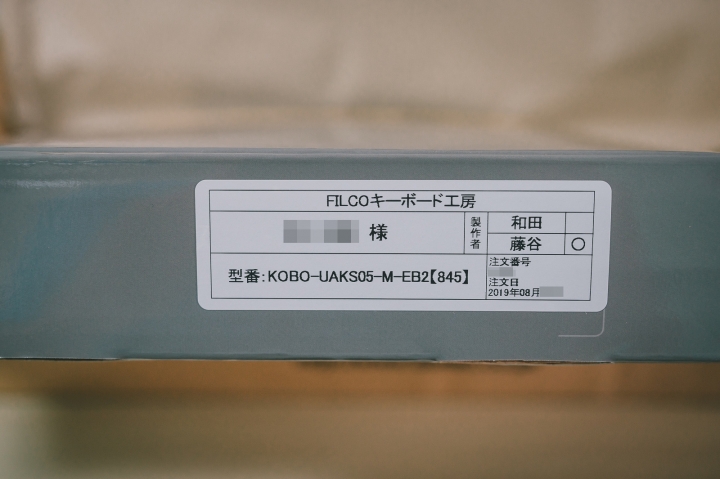 FILCOキーボード工房
様
製作者
和田
藤谷 ○
型番:KOBO-UAKS05-M-EB2【845】
注文番号
注文日
2019年08月